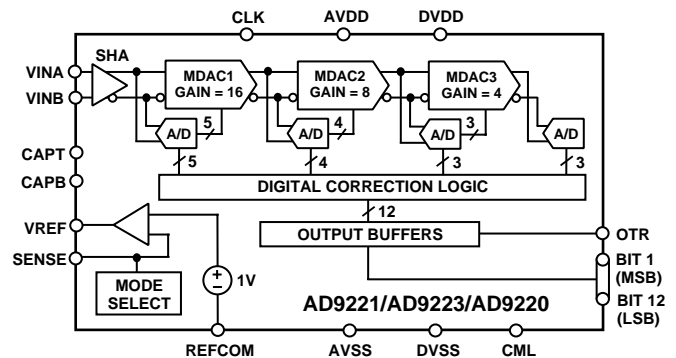 CLK AVDD DVDD
SHA
VINA
VINB
MDAC1
GAIN = 16
MDAC2
GAIN = 8
MDAC3
GAIN = 4
A/D 5
A/D 4
A/D 3
A/D
5 4 3 3
CAPT
CAPB
DIGITAL CORRECTION LOGIC
12
VREF
OUTPUT BUFFERS
OTR
SENSE
MODE
SELECT
+
–
1V
BIT 1
(MSB)
BIT 12
(LSB)
AD9221/AD9223/AD9220
REFCOM AVSS DVSS CML